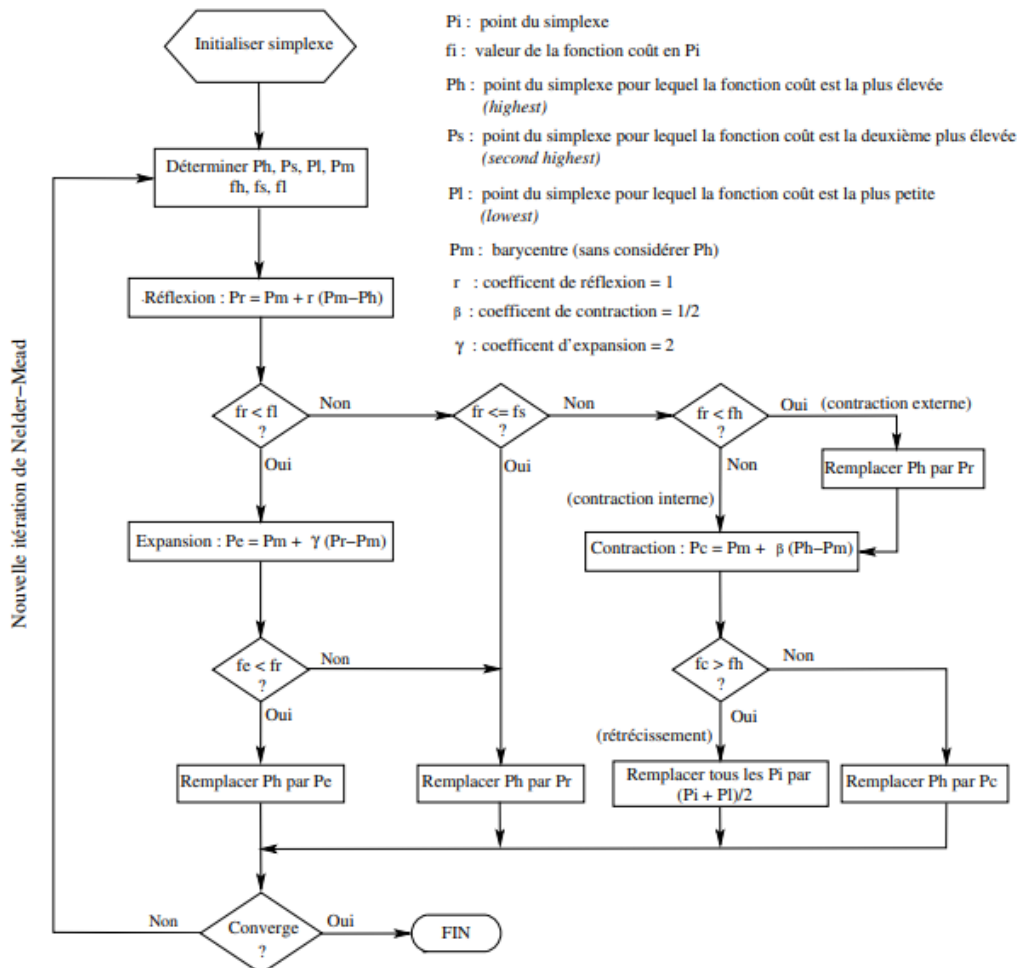 Initialiser simplexe
Pi : point du simplexe
fi : valeur de la fonction coût en Pi
Ph : point du simplexe pour lequel la fonction coût est la plus élevée
(highest)
Ps : point du simplexe pour lequel la fonction coût est la deuxième plus élevée
(second highest)
Pl : point du simplexe pour lequel la fonction coût est la plus petite
(lowest)
Pm : barycentre (sans considérer Ph)
r : coefficent de réflexion = 1
β : coefficent de contraction = 1/2
γ : coefficent d'expansion = 2
Déterminer Ph, Ps, Pl, Pm
fh, fs, fl
Réflexion : Pr = Pm + r (Pm−Ph)
Nouvelle itération de Nelder−Mead
fr < fl
?
Non
Oui
fr <= fs
?
Non
Oui
fr < fh
?
Oui (contraction externe)
Non
Remplacer Ph par Pr
(contraction interne)
Expansion : Pe = Pm + γ (Pr−Pm)
Contraction : Pc = Pm + β (Ph−Pm)
fe < fr
?
Non
Oui
fc > fh
?
Non
Oui
(rétrécissement)
Remplacer Ph par Pe
Remplacer Ph par Pr
Remplacer tous les Pi par
(Pi + Pl)/2
Remplacer Ph par Pc
Non
Converge
?
Oui
FIN